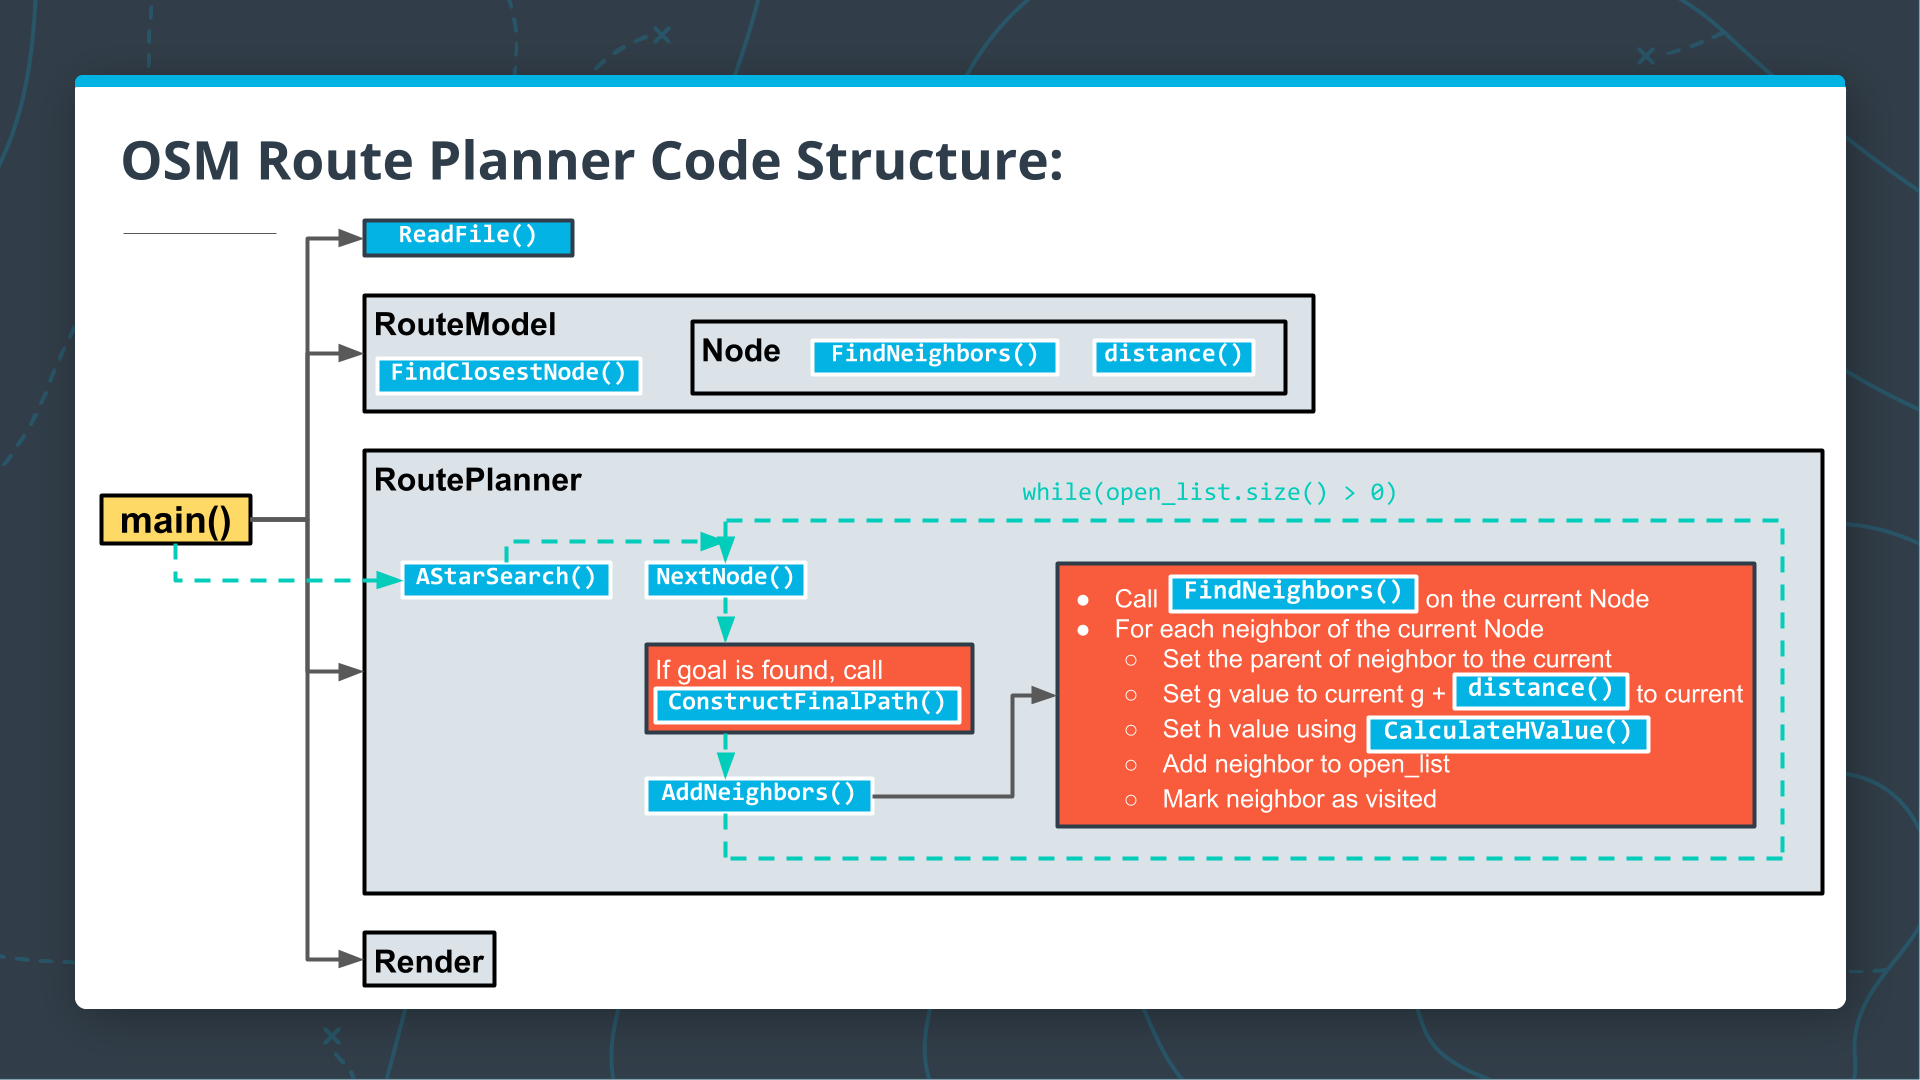 OSM Route Planner Code Structure:
ReadFile()
RouteModel
FindClosestNode()
Node
FindNeighbors()
distance()
main()
RoutePlanner
while(open_list.size() > 0)
AStarSearch()
NextNode()
If goal is found, call
ConstructFinalPath()
AddNeighbors()
● Call FindNeighbors() on the current Node
● For each neighbor of the current Node
○ Set the parent of neighbor to the current
○ Set g value to current g + distance() to current
○ Set h value using CalculateHValue()
○ Add neighbor to open_list
○ Mark neighbor as visited
Render